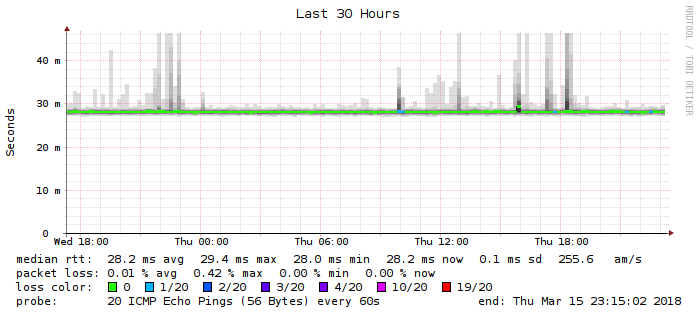 Last 30 Hours
RRDTOOL / TOBI OETIKER
Seconds
40 m
30 m
20 m
10 m
0
Wed 18:00 Thu 00:00 Thu 06:00 Thu 12:00 Thu 18:00
median rtt: 28.2 ms avg 29.4 ms max 28.0 ms min 28.2 ms now 0.1 ms sd 255.6 am/s
packet loss: 0.01 % avg 0.42 % max 0.00 % min 0.00 % now
loss color: 0 1/20 2/20 3/20 4/20 10/20 19/20
probe: 20 ICMP Echo Pings (56 Bytes) every 60s end: Thu Mar 15 23:15:02 2018